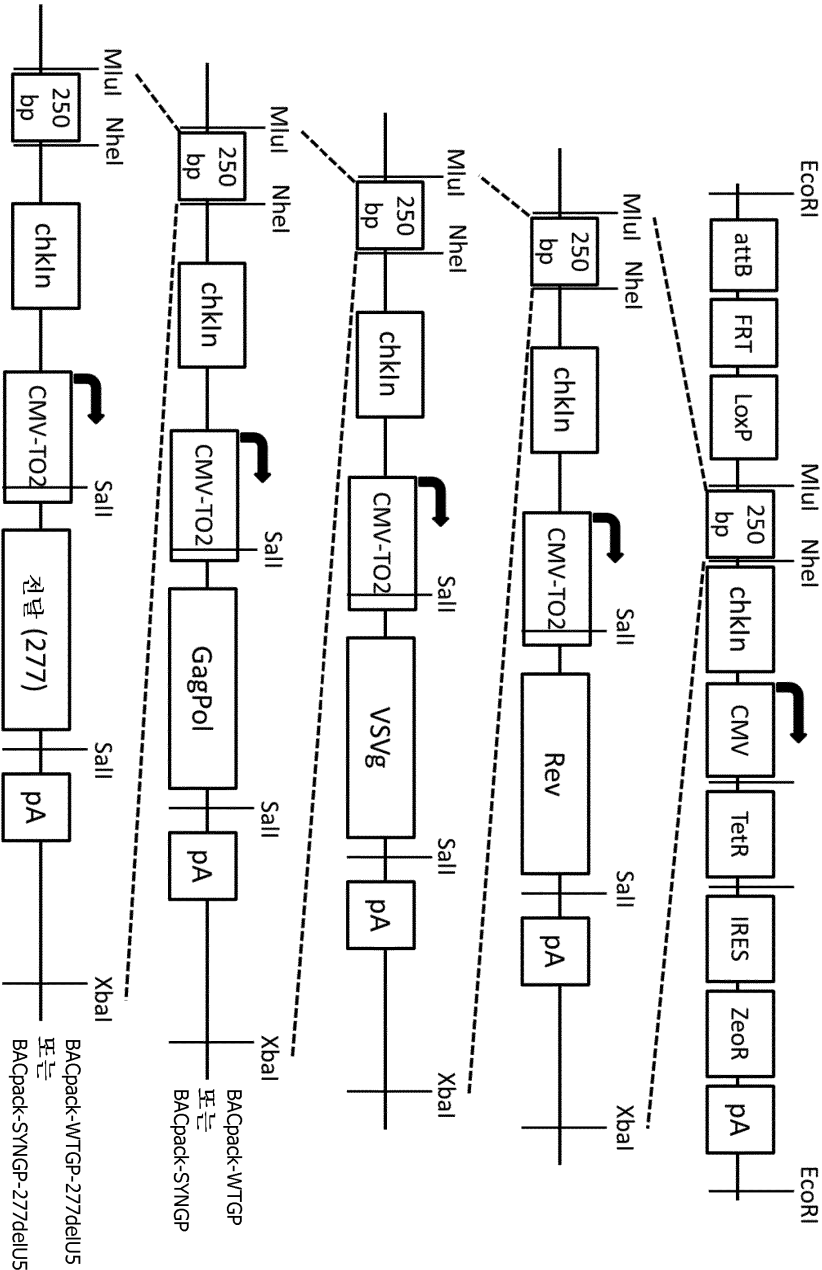 EcoRI
attB
FRT
LoxP
MluI
250
bp
NheI
chkIn
CMV
TetR
IRES
ZeoR
pA
EcoRI
MluI
250
bp
NheI
chkIn
CMV-TO2
SalI
Rev
SalI
pA
XbaI
MluI
250
bp
NheI
chkIn
CMV-TO2
SalI
VSVg
SalI
pA
XbaI
MluI
250
bp
NheI
chkIn
CMV-TO2
SalI
GagPol
SalI
pA
XbaI
BACpack-WTGP
또는
BACpack-SYNGP
MluI
250
bp
NheI
chkIn
CMV-TO2
SalI
전달 (277)
SalI
pA
XbaI
BACpack-WTGP-277delU5
또는
BACpack-SYNGP-277delU5